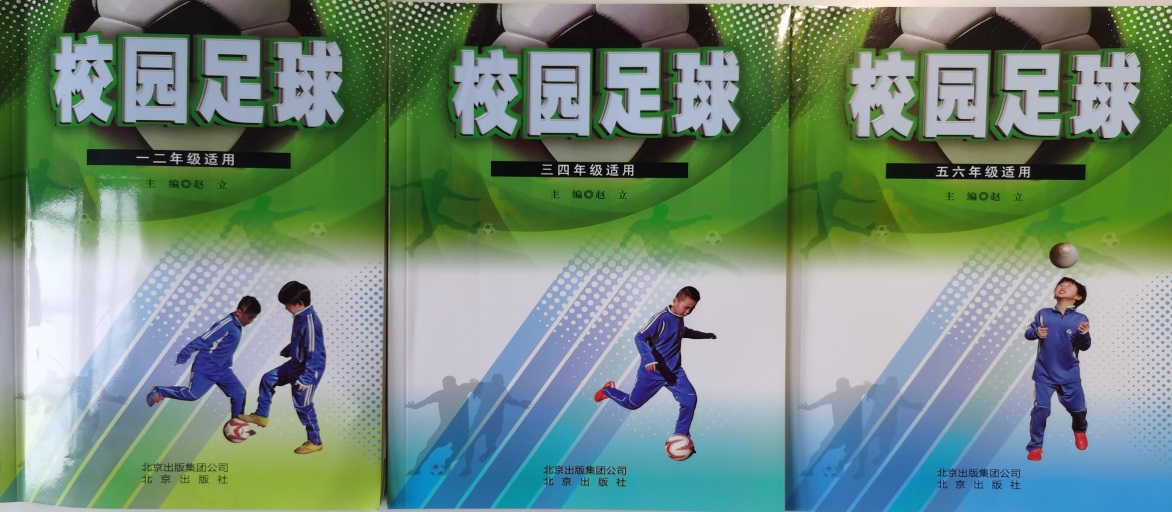 校园足球
一二年级适用
主 编◎赵 立
北京出版集团公司
北 京 出 版 社
校园足球
三四年级适用
主 编◎赵 立
北京出版集团公司
北 京 出 版 社
校园足球
五六年级适用
主 编◎赵 立
北京出版集团公司
北 京 出 版 社